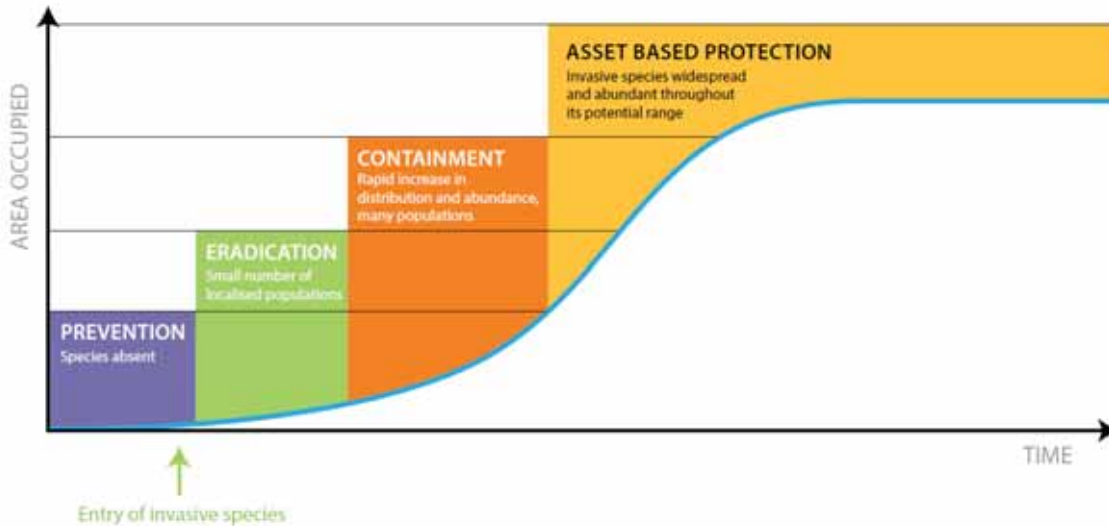 AREA OCCUPIED
ASSET BASED PROTECTION
Invasive species widespread
and abundant throughout
its potential range
CONTAINMENT
Rapid increase in
distribution and abundance,
many populations
ERADICATION
Small number of
localised populations
PREVENTION
Species absent
TIME
Entry of invasive species